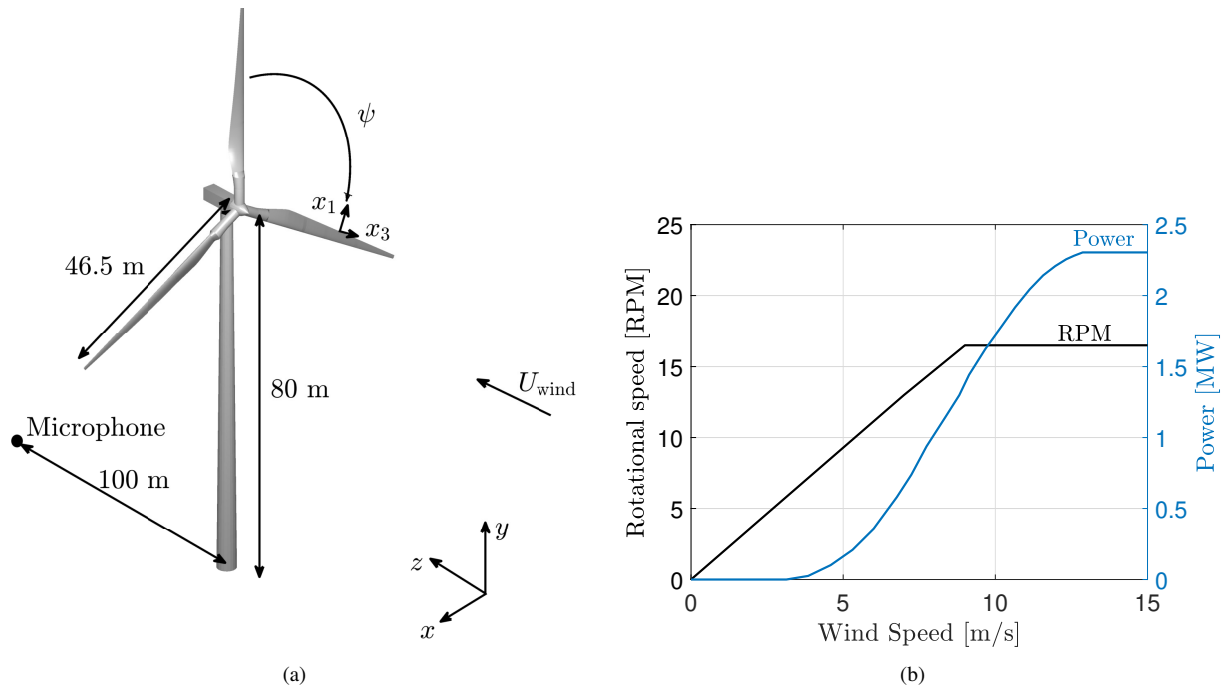 ψ
x₁
x₃
46.5 m
80 m
U_wind
Microphone
100 m
y
z
x
(a)
25
20
15
10
5
0
Rotational speed [RPM]
2.5
2
1.5
1
0.5
0
Power [MW]
Power
RPM
0 5 10 15
Wind Speed [m/s]
(b)